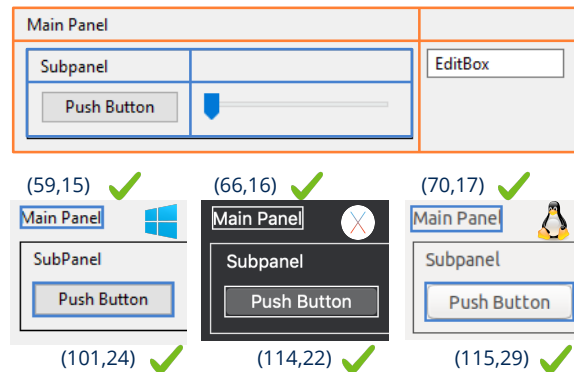 Main Panel
Subpanel
EditBox
Push Button
(59,15)
(66,16)
(70,17)
Main Panel
Main Panel
Main Panel
SubPanel
Subpanel
Subpanel
Push Button
Push Button
Push Button
(101,24)
(114,22)
(115,29)